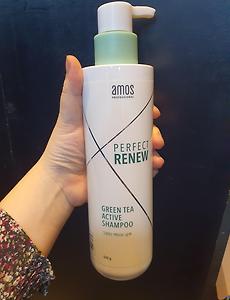 amos
PROFESSIONAL
PERFECT
RENEW
GREEN TEA
ACTIVE
SHAMPOO